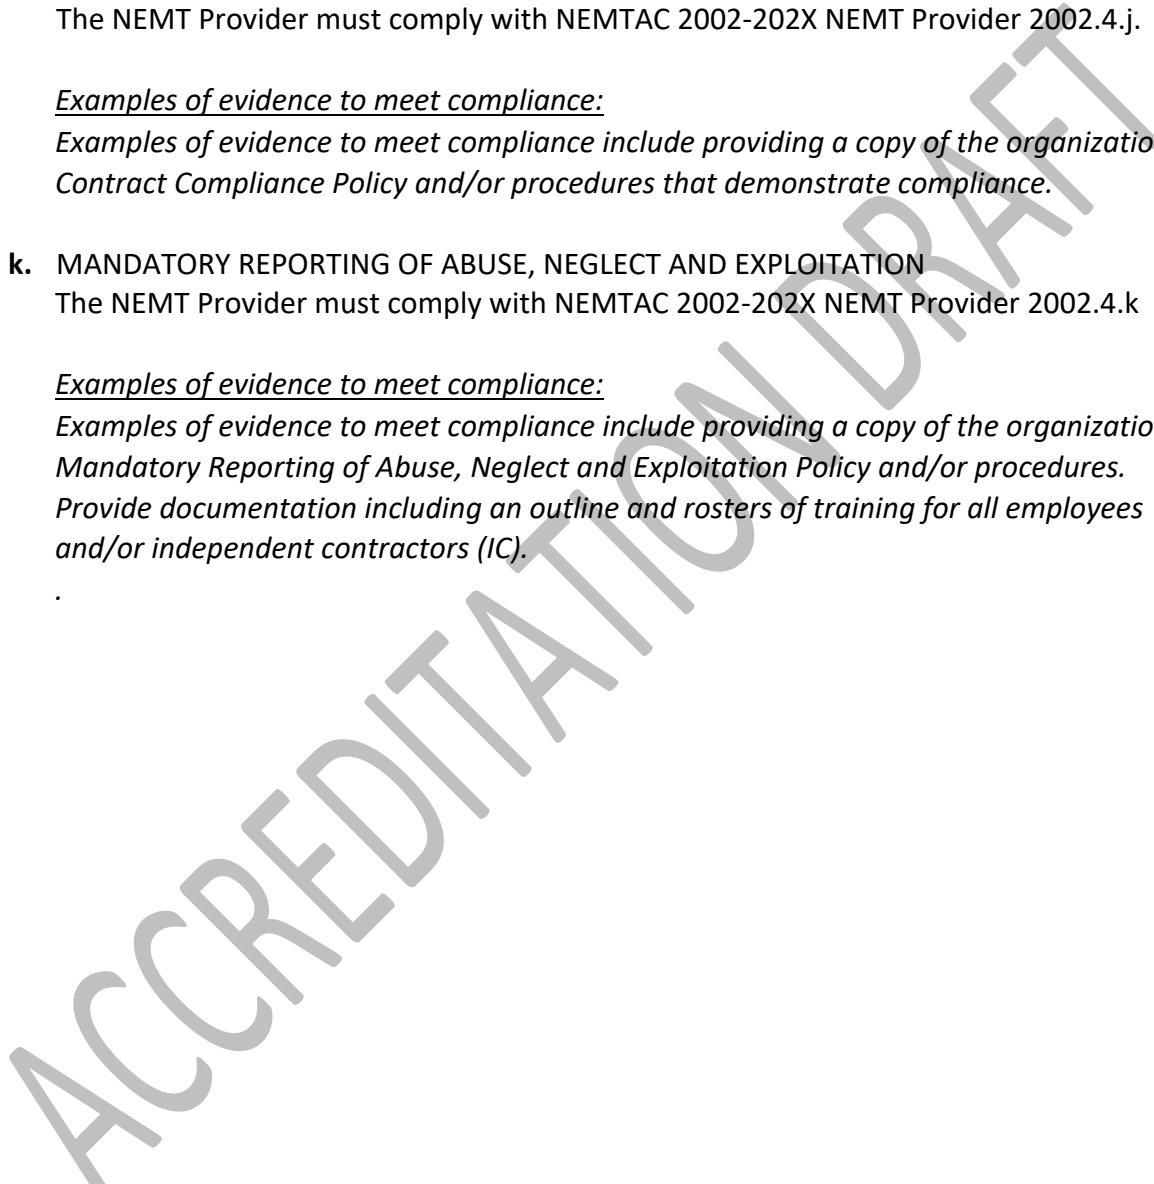 The NEMT Provider must comply with NEMTAC 2002-202X NEMT Provider 2002.4.j.
Examples of evidence to meet compliance:
Examples of evidence to meet compliance include providing a copy of the organizatio
Contract Compliance Policy and/or procedures that demonstrate compliance.
k. MANDATORY REPORTING OF ABUSE, NEGLECT AND EXPLOITATION
The NEMT Provider must comply with NEMTAC 2002-202X NEMT Provider 2002.4.k
Examples of evidence to meet compliance:
Examples of evidence to meet compliance include providing a copy of the organizatio
Mandatory Reporting of Abuse, Neglect and Exploitation Policy and/or procedures.
Provide documentation including an outline and rosters of training for all employees
and/or independent contractors (IC).
.
ACCREDITATION DRAFT